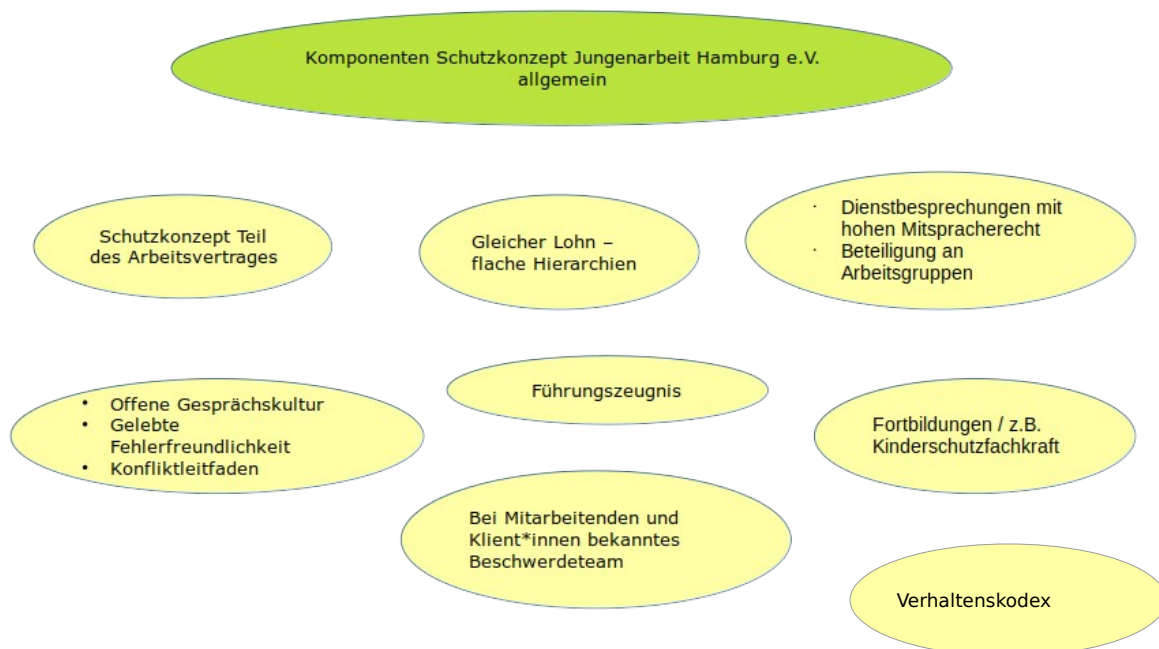 Komponenten Schutzkonzept Jungenarbeit Hamburg e.V.
allgemein
Schutzkonzept Teil
des Arbeitsvertrages
Gleicher Lohn –
flache Hierarchien
· Dienstbesprechungen mit
hohen Mitspracherecht
· Beteiligung an
Arbeitsgruppen
• Offene Gesprächskultur
• Gelebte
Fehlerfreundlichkeit
• Konfliktleitfaden
Führungszeugnis
Fortbildungen / z.B.
Kinderschutzfachkraft
Bei Mitarbeitenden und
Klient*innen bekanntes
Beschwerdeteam
Verhaltenskodex